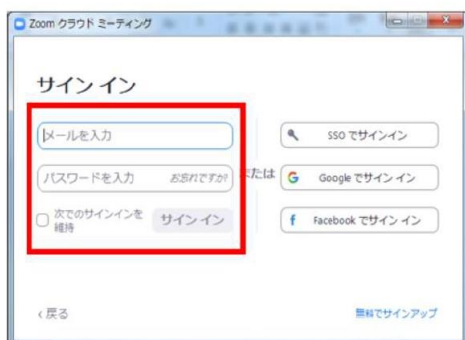 Zoom クラウド ミーティング
サイン イン
メールを入力
パスワードを入力 お忘れですか?
次でのサインインを
維持
サイン イン
たは
SSO でサインイン
Google でサイン イン
Facebook でサイン イン
<戻る
無料でサインアップ